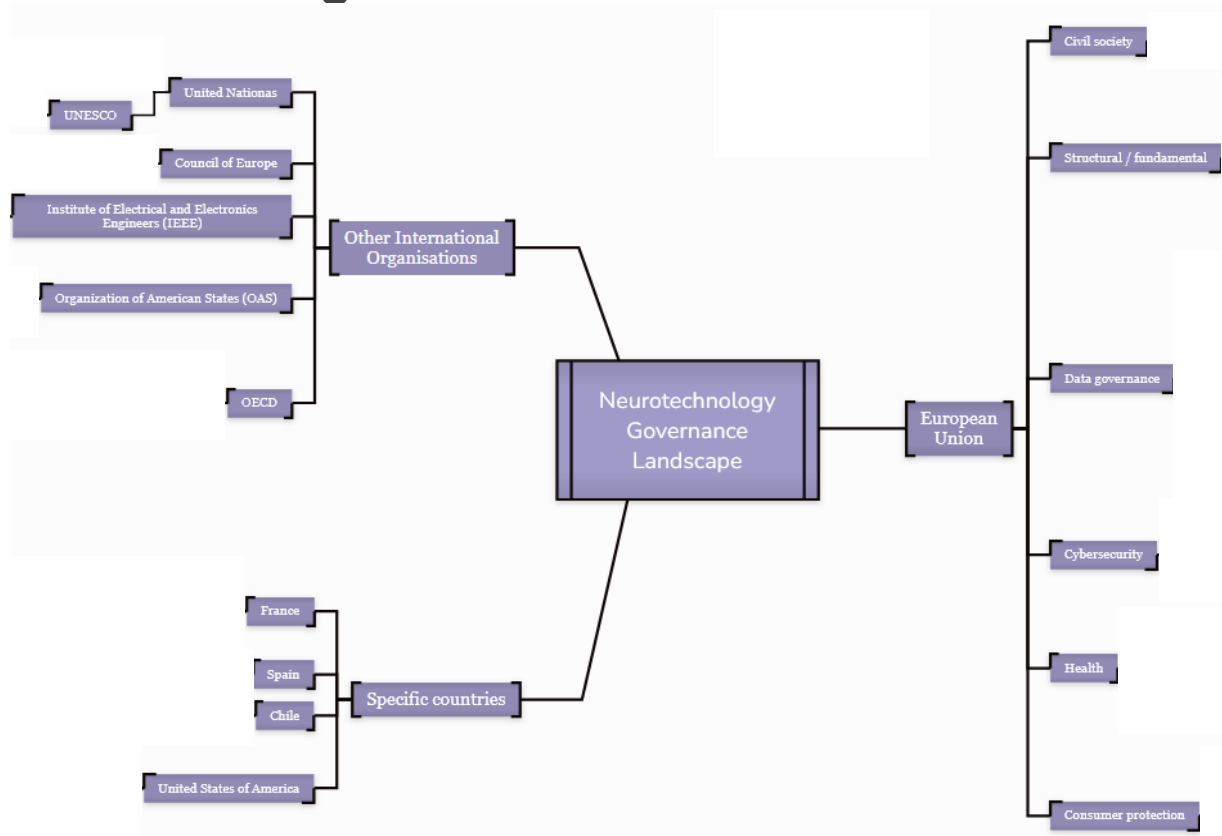 United Nationas
UNESCO
Council of Europe
Institute of Electrical and Electronics
Engineers (IEEE)
Organization of American States (OAS)
OECD
Other International
Organisations
Neurotechnology
Governance
Landscape
France
Spain
Chile
United States of America
Specific countries
European
Union
Civil society
Structural / fundamental
Data governance
Cybersecurity
Health
Consumer protection